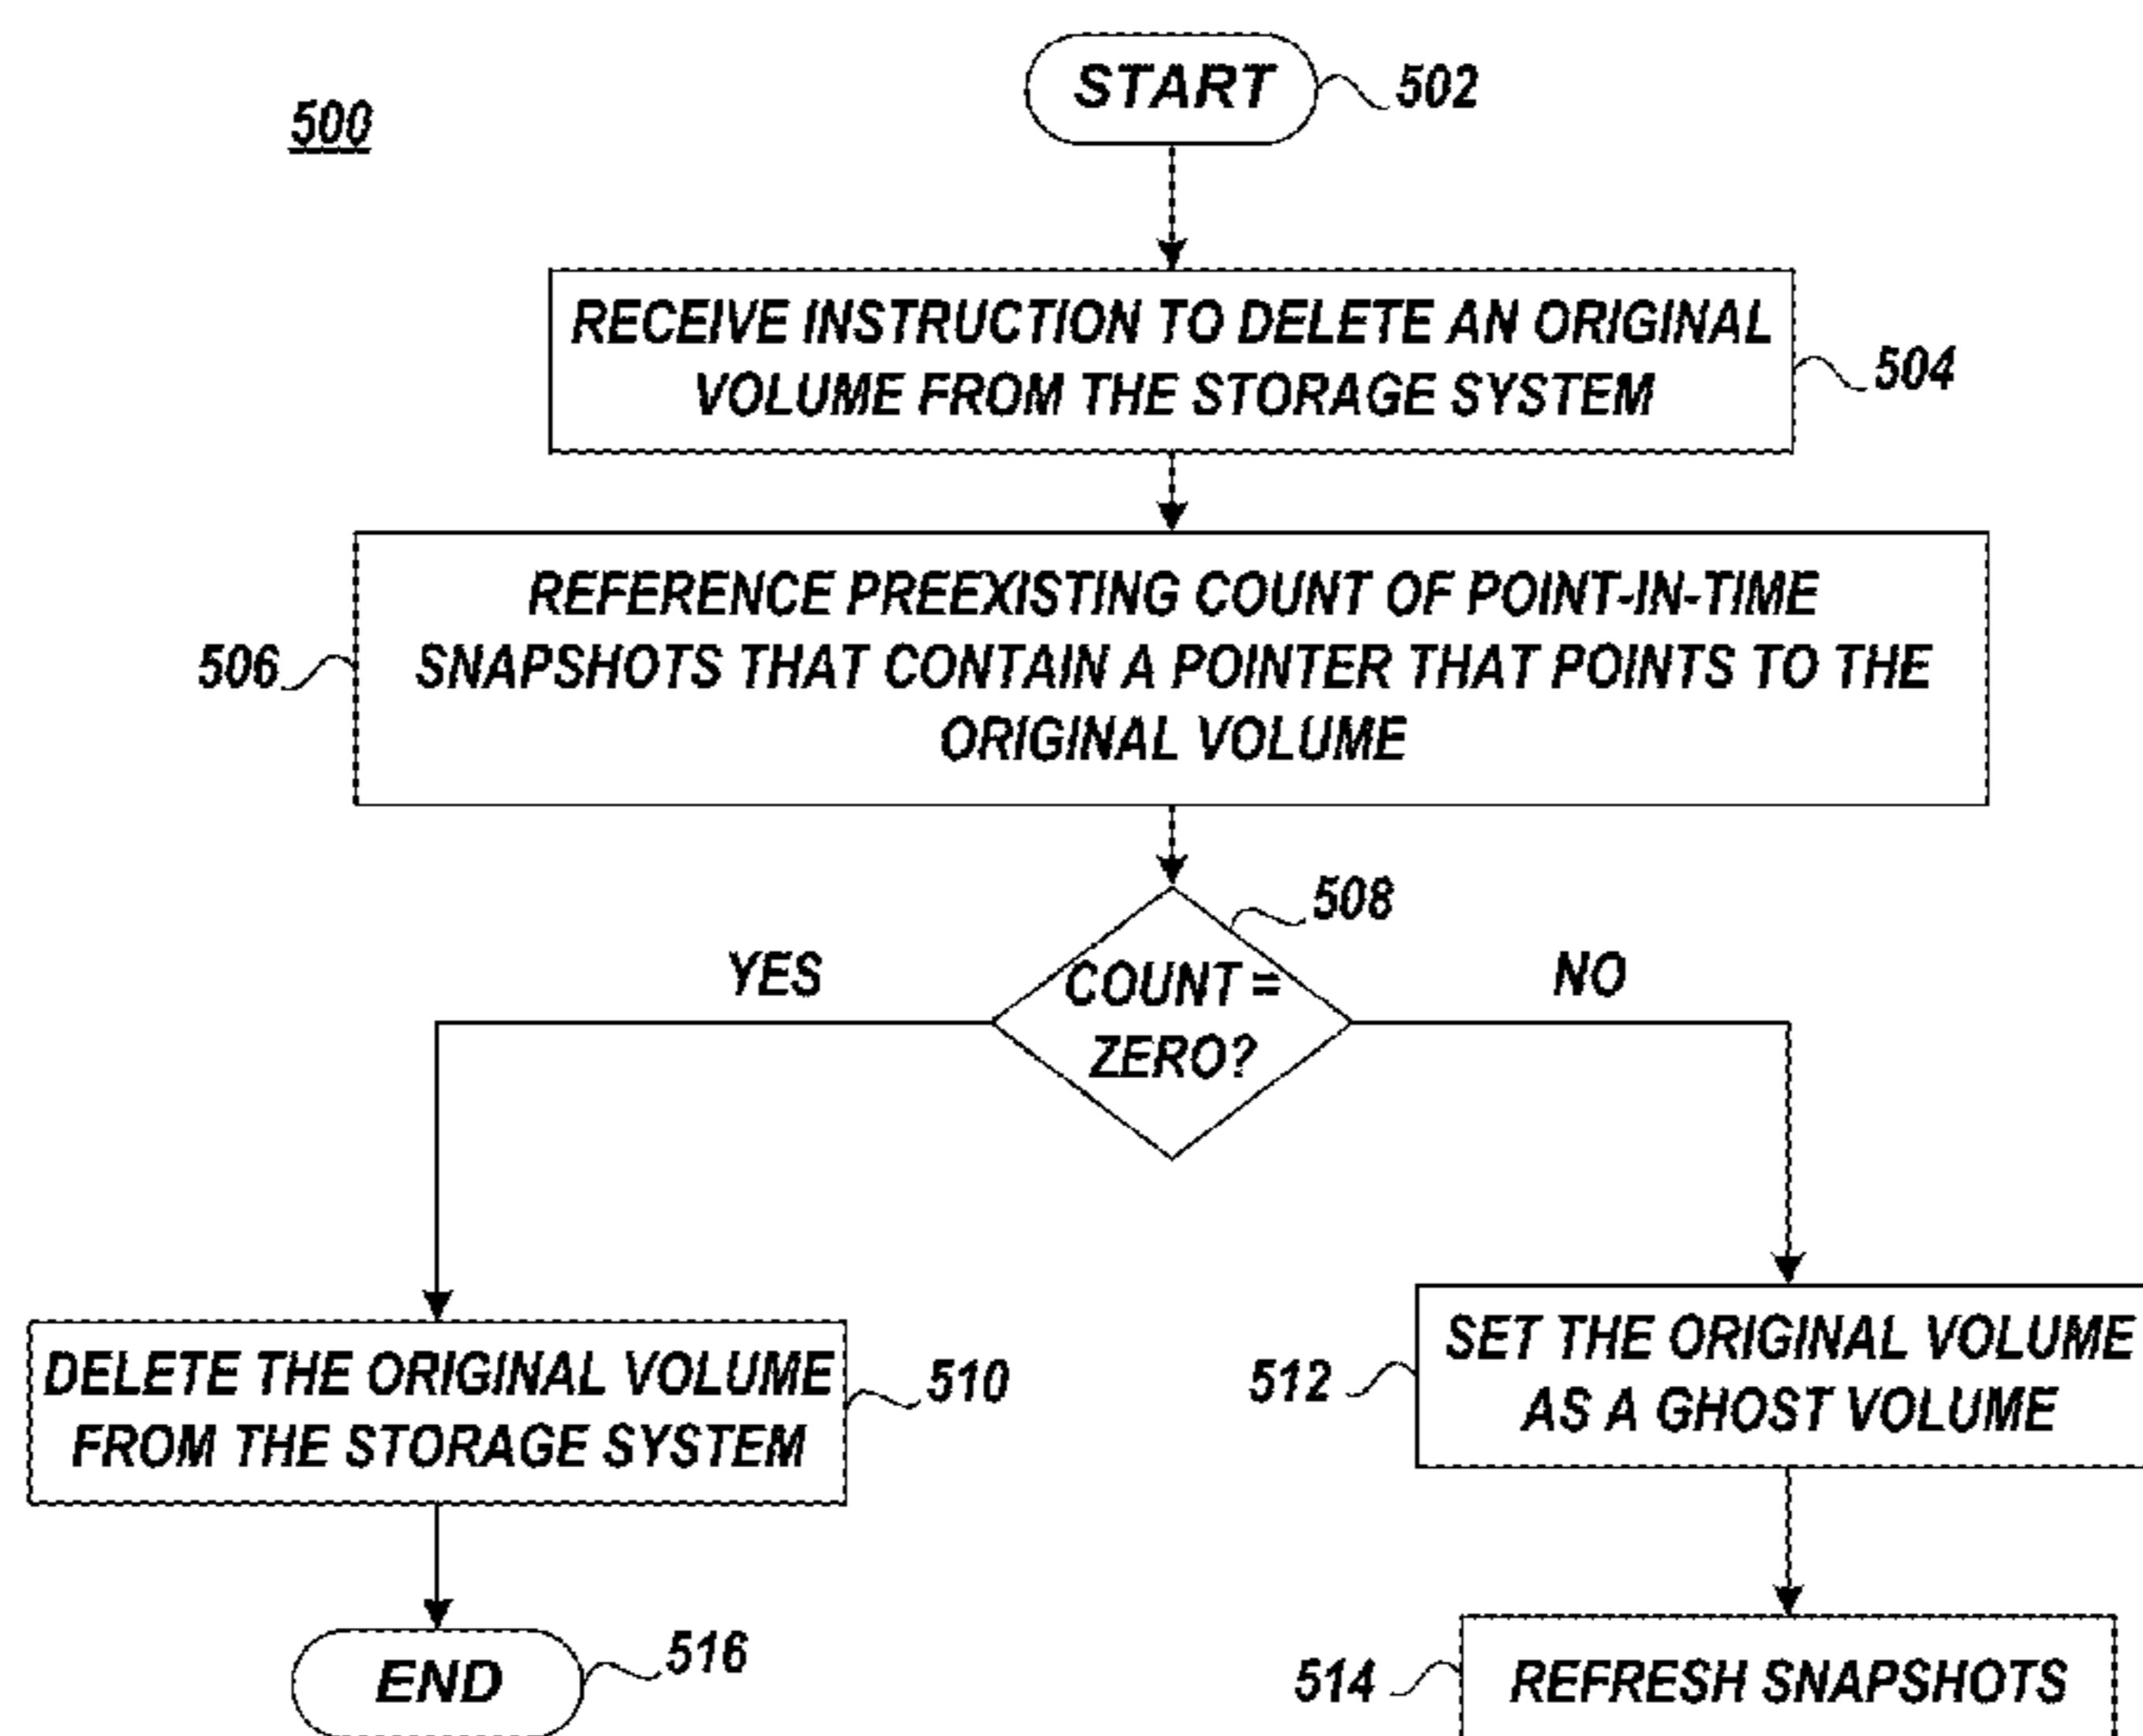 500
START
502
RECEIVE INSTRUCTION TO DELETE AN ORIGINAL
VOLUME FROM THE STORAGE SYSTEM
504
REFERENCE PREEXISTING COUNT OF POINT-IN-TIME
SNAPSHOTS THAT CONTAIN A POINTER THAT POINTS TO THE
ORIGINAL VOLUME
506
508
COUNT =
ZERO?
YES
NO
DELETE THE ORIGINAL VOLUME
FROM THE STORAGE SYSTEM
510
512
SET THE ORIGINAL VOLUME
AS A GHOST VOLUME
END
516
514
REFRESH SNAPSHOTS